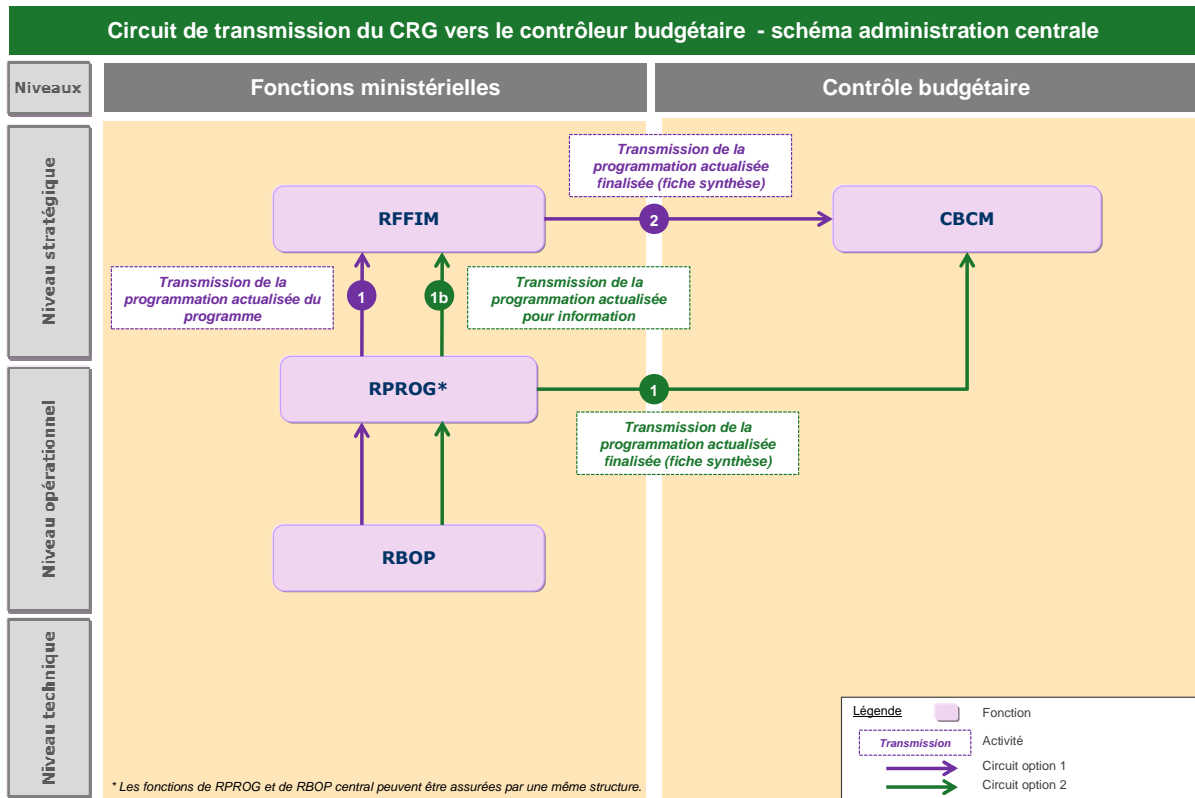 Circuit de transmission du CRG vers le contrôleur budgétaire - schéma administration centrale
Niveaux
Fonctions ministérielles
Contrôle budgétaire
Niveau stratégique
Transmission de la
programmation actualisée
finalisée (fiche synthèse)
RFFIM
2
CBCM
Transmission de la
programmation actualisée du
programme
1
1b
Transmission de la
programmation actualisée
pour information
Niveau opérationnel
RPROG*
1
Transmission de la
programmation actualisée
finalisée (fiche synthèse)
RBOP
Niveau technique
Légende
Fonction
Transmission
Activité
Circuit option 1
Circuit option 2
* Les fonctions de RPROG et de RBOP central peuvent être assurées par une même structure.